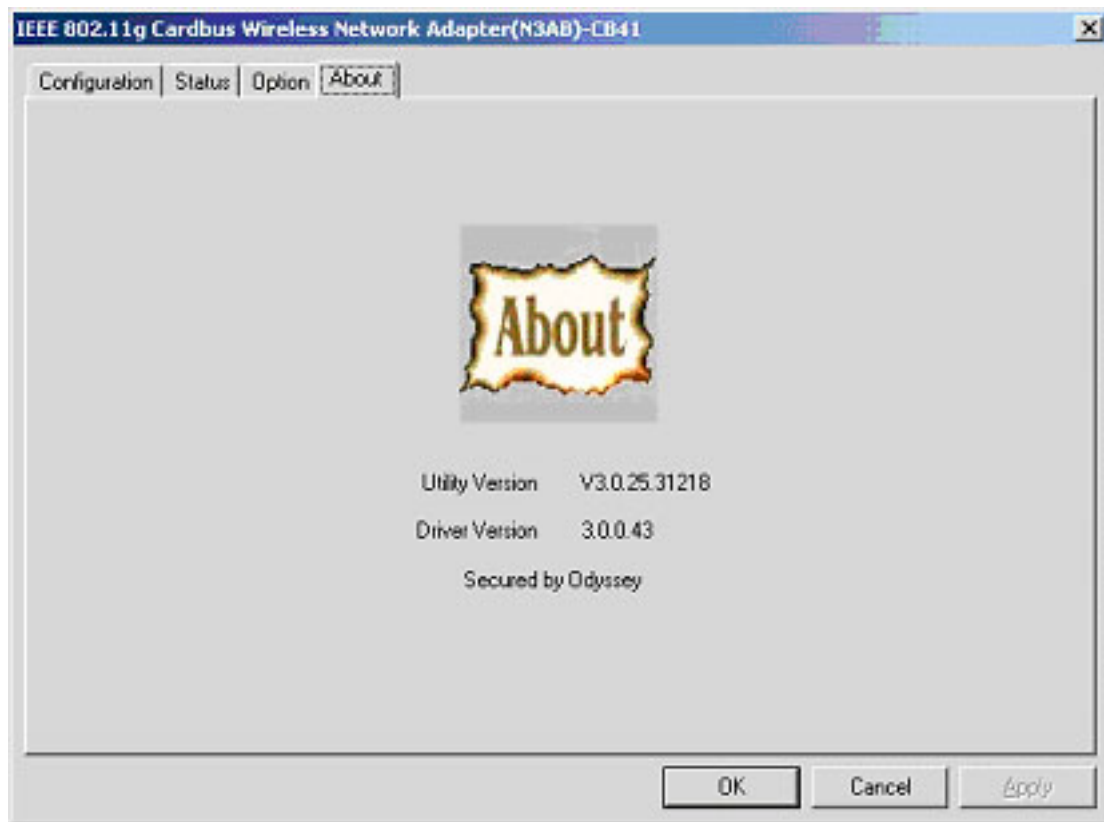 IEEE 802.11g Cardbus Wireless Network Adapter(N3AB)-CB41
Configuration Status Option About
About
Utility Version V3.0.25.31218
Driver Version 3.0.0.43
Secured by Odyssey
OK Cancel Apply